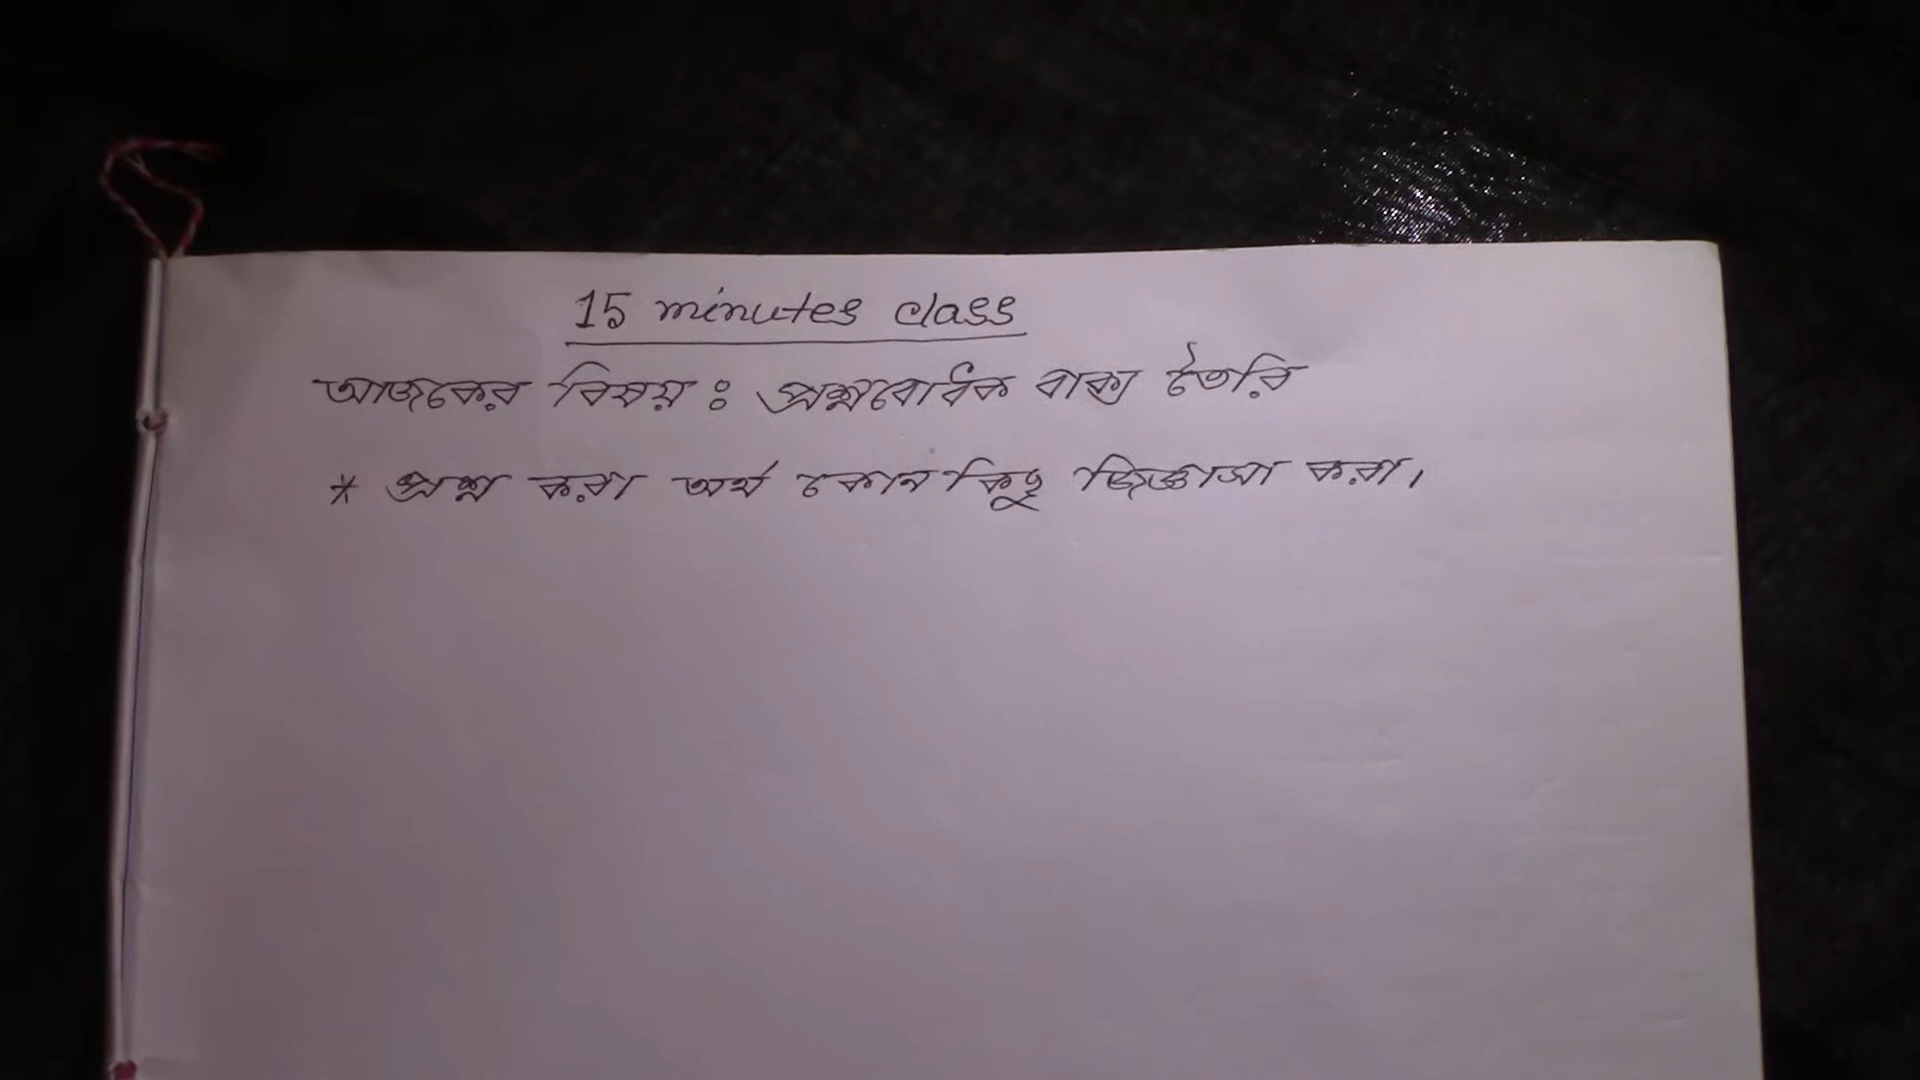 15 minutes class
আজকের বিষয় : প্রশ্নবোধক বাক্য তৈরি
* প্রশ্ন করা অর্থ কোন কিছু জিজ্ঞাসা করা।